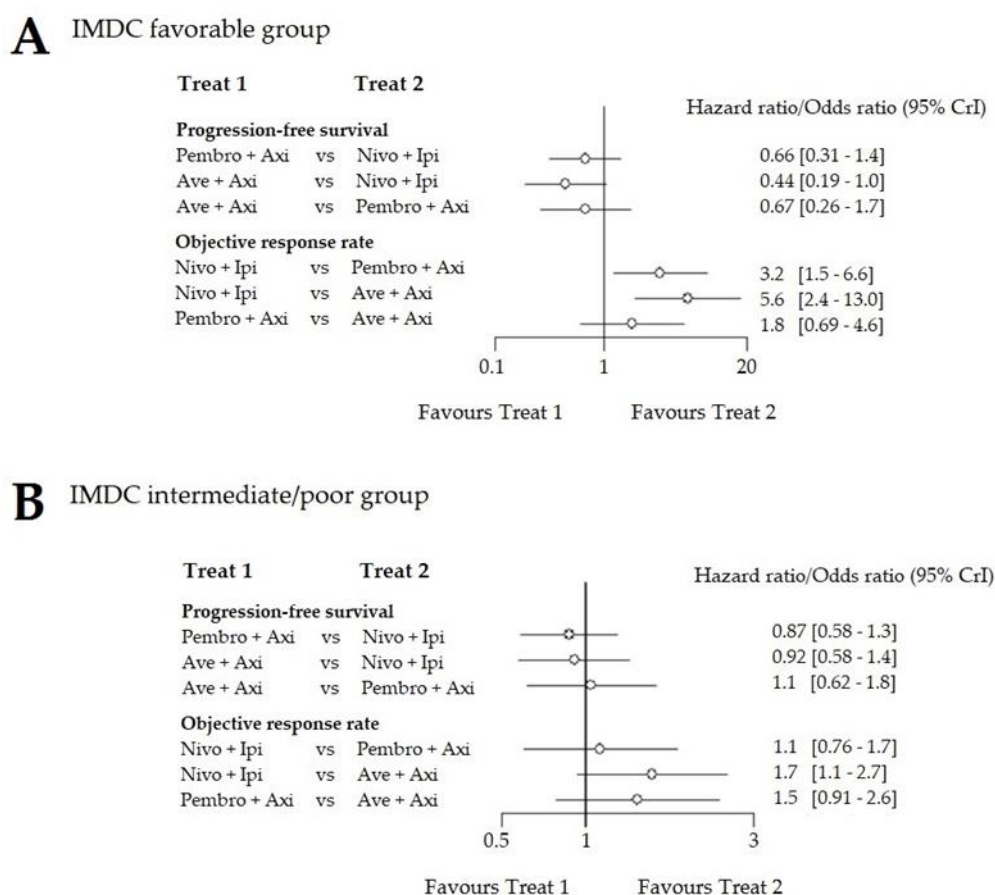 A IMDC favorable group
Treat 1 Treat 2
Hazard ratio/Odds ratio (95% CrI)
Progression-free survival
Pembro + Axi vs Nivo + Ipi 0.66 [0.31 - 1.4]
Ave + Axi vs Nivo + Ipi 0.44 [0.19 - 1.0]
Ave + Axi vs Pembro + Axi 0.67 [0.26 - 1.7]
Objective response rate
Nivo + Ipi vs Pembro + Axi 3.2 [1.5 - 6.6]
Nivo + Ipi vs Ave + Axi 5.6 [2.4 - 13.0]
Pembro + Axi vs Ave + Axi 1.8 [0.69 - 4.6]
0.1 1 20
Favours Treat 1 Favours Treat 2
B IMDC intermediate/poor group
Treat 1 Treat 2 Hazard ratio/Odds ratio (95% CrI)
Progression-free survival
Pembro + Axi vs Nivo + Ipi 0.87 [0.58 - 1.3]
Ave + Axi vs Nivo + Ipi 0.92 [0.58 - 1.4]
Ave + Axi vs Pembro + Axi 1.1 [0.62 - 1.8]
Objective response rate
Nivo + Ipi vs Pembro + Axi 1.1 [0.76 - 1.7]
Nivo + Ipi vs Ave + Axi 1.7 [1.1 - 2.7]
Pembro + Axi vs Ave + Axi 1.5 [0.91 - 2.6]
0.5 1 3
Favours Treat 1 Favours Treat 2